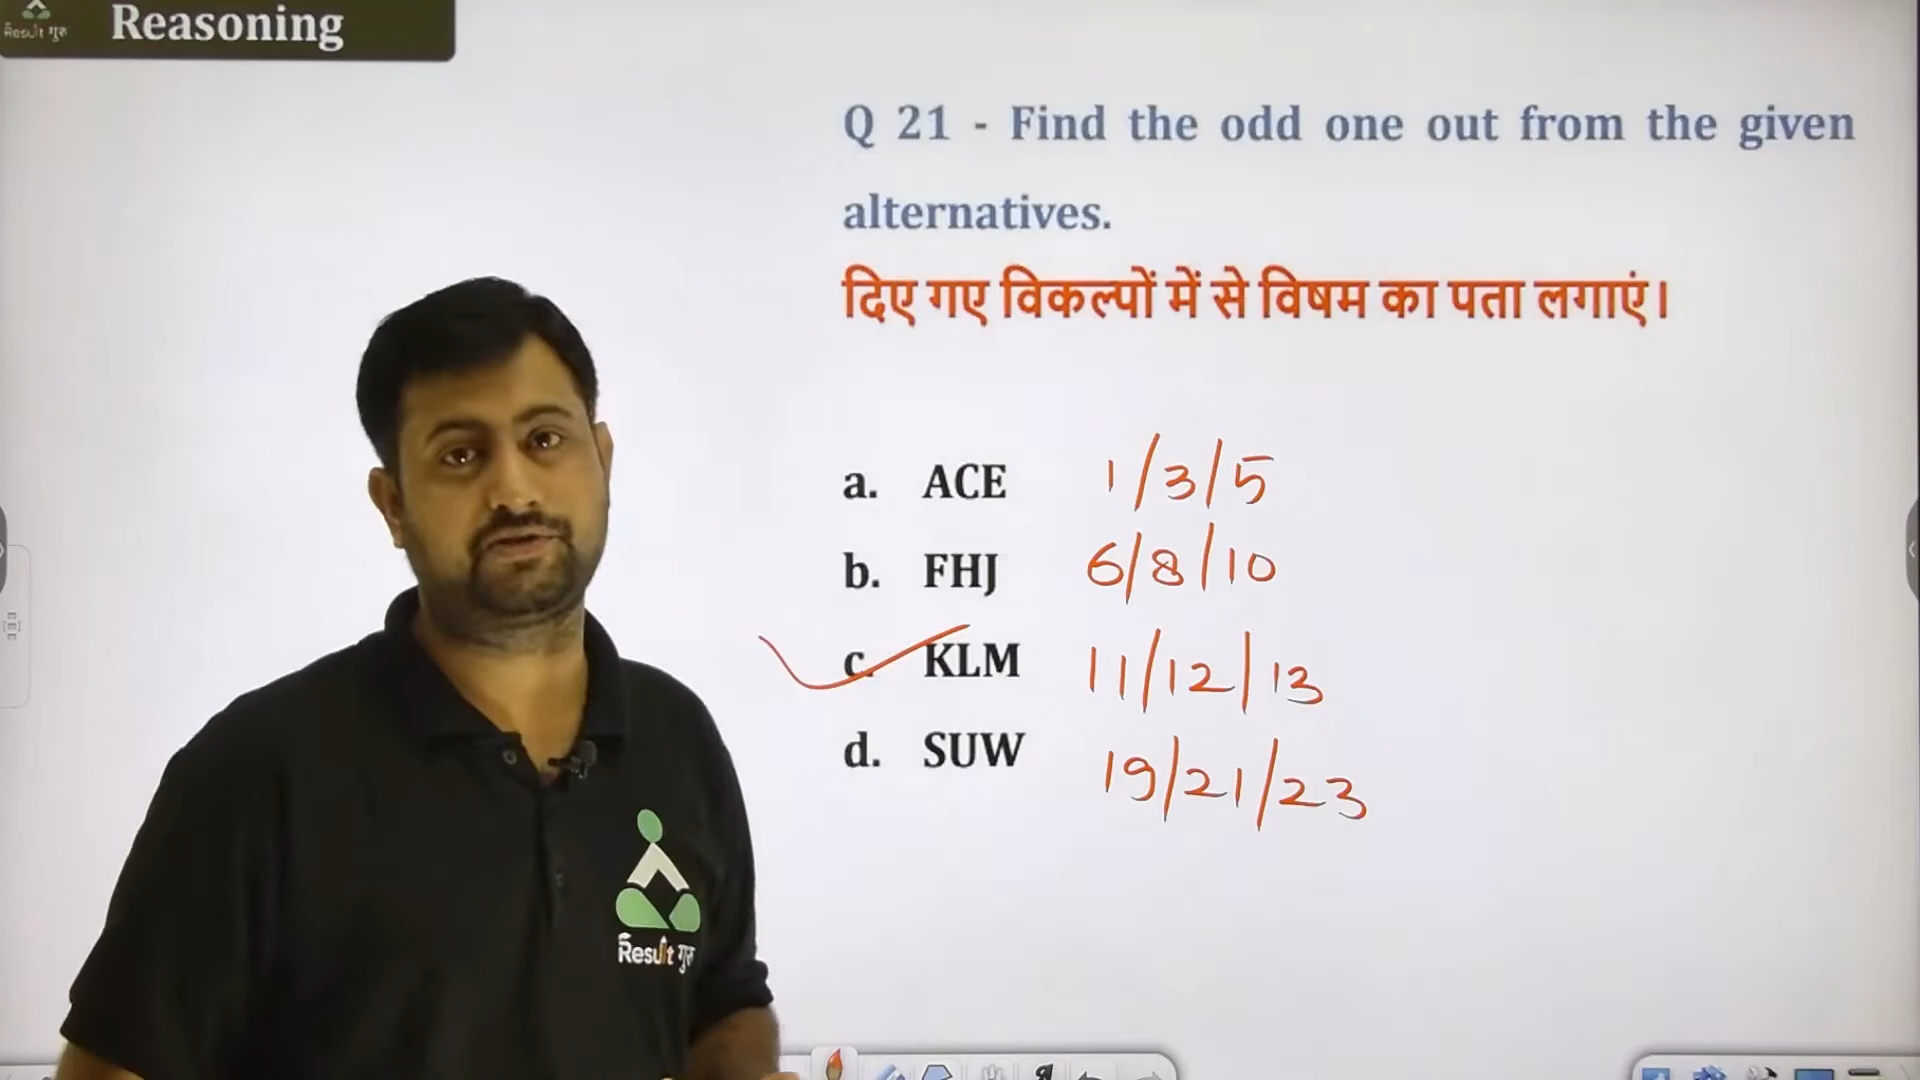 Result गुरु
Reasoning
Q 21 - Find the odd one out from the given
alternatives.
दिए गए विकल्पों में से विषम का पता लगाएं।
a. ACE 1/3/5
b. FHJ 6/8/10
c. KLM 11/12/13
d. SUW 19/21/23
Result गुरु